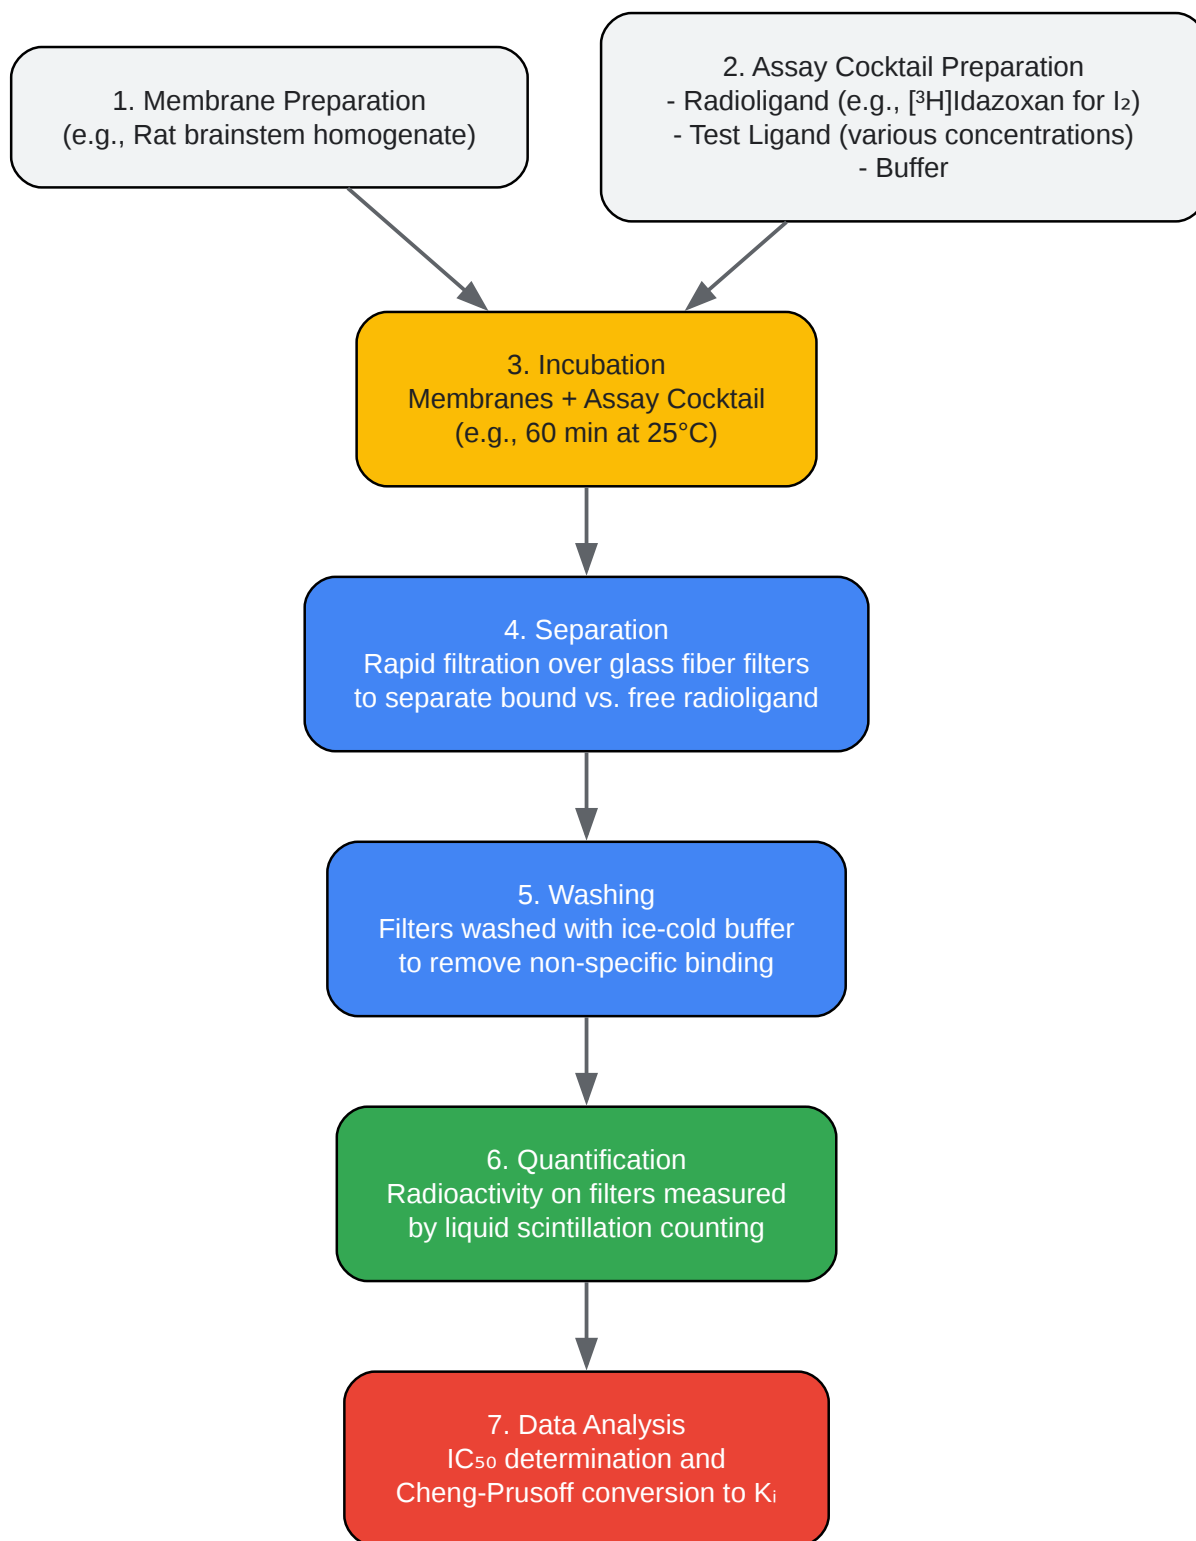 1. Membrane Preparation
(e.g., Rat brainstem homogenate)
2. Assay Cocktail Preparation
- Radioligand (e.g., [³H]Idazoxan for I₂)
- Test Ligand (various concentrations)
- Buffer
3. Incubation
Membranes + Assay Cocktail
(e.g., 60 min at 25°C)
4. Separation
Rapid filtration over glass fiber filters
to separate bound vs. free radioligand
5. Washing
Filters washed with ice-cold buffer
to remove non-specific binding
6. Quantification
Radioactivity on filters measured
by liquid scintillation counting
7. Data Analysis
IC₅₀ determination and
Cheng-Prusoff conversion to Kᵢ